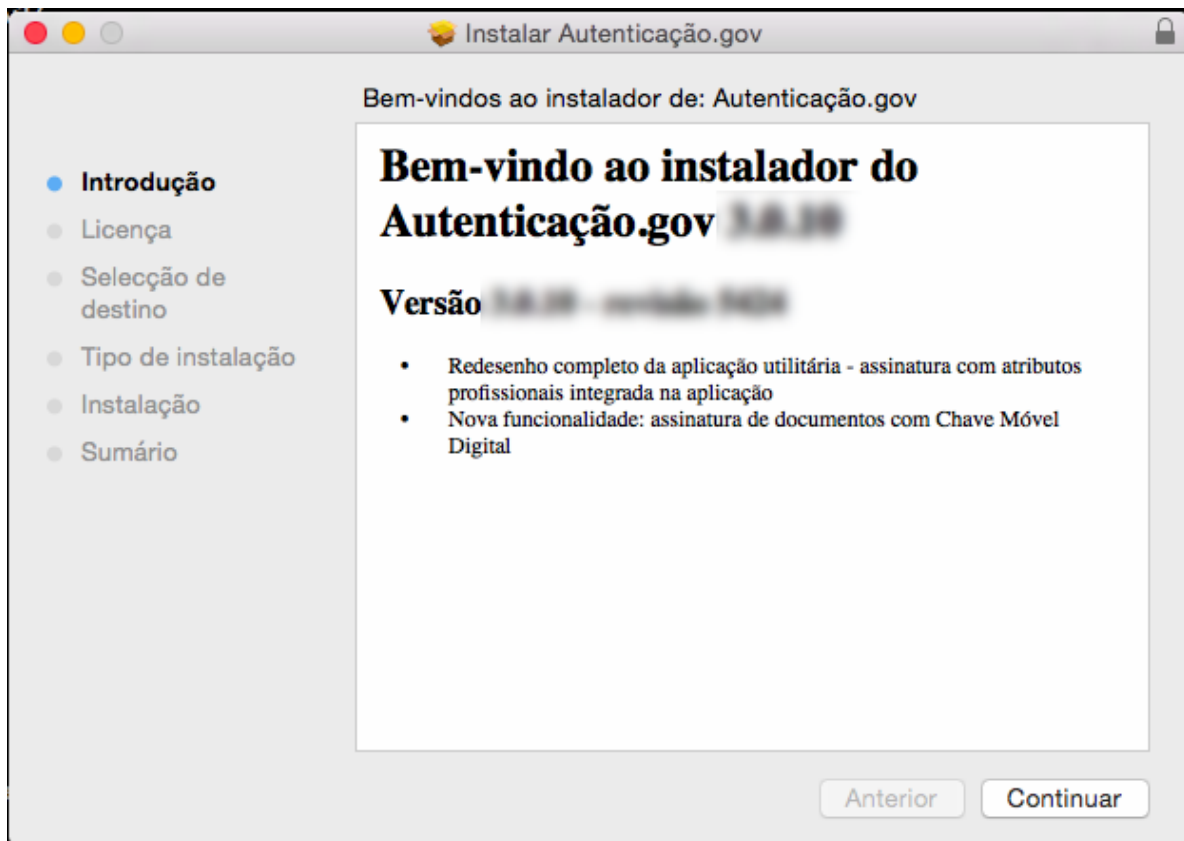 Instalar Autenticação.gov
Bem-vindos ao instalador de: Autenticação.gov
Introdução
Licença
Selecção de
destino
Tipo de instalação
Instalação
Sumário
Bem-vindo ao instalador do
Autenticação.gov
Versão
• Redesenho completo da aplicação utilitária - assinatura com atributos
profissionais integrada na aplicação
• Nova funcionalidade: assinatura de documentos com Chave Móvel
Digital
Anterior
Continuar